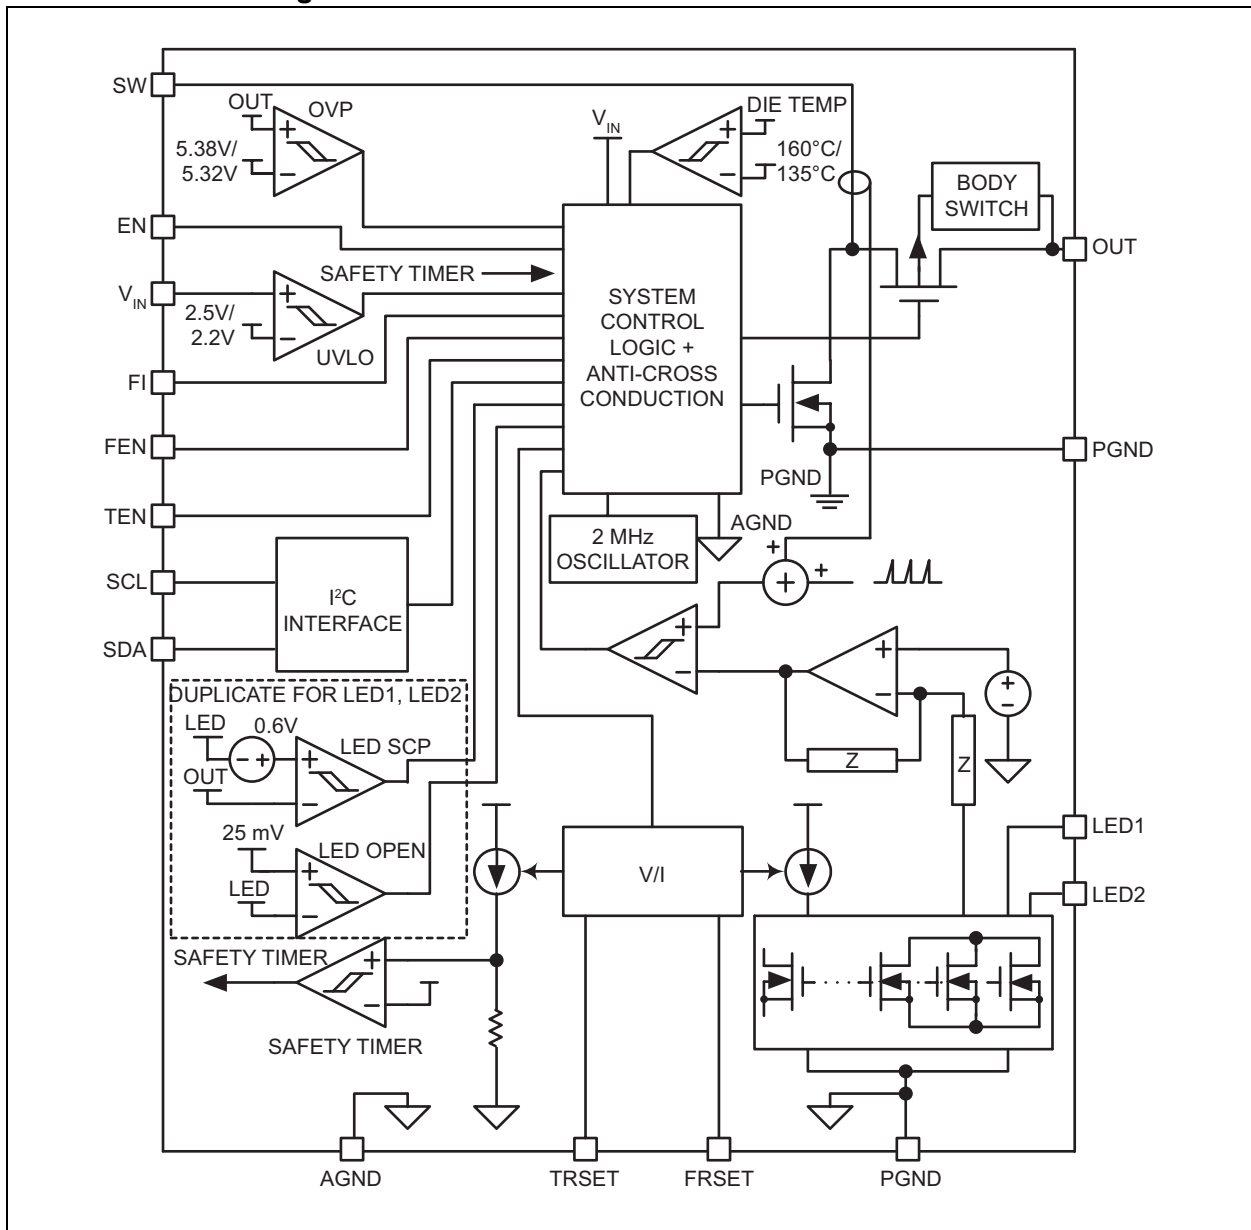 SW
OUT
OVP
+
5.38V/
5.32V
−
V_IN
DIE TEMP
+
160°C/
135°C
−
BODY
SWITCH
EN
OUT
SAFETY TIMER
V_IN
+
2.5V/
2.2V
−
UVLO
SYSTEM
CONTROL
LOGIC +
ANTI-CROSS
CONDUCTION
FI
FEN
PGND
PGND
TEN
2 MHz
OSCILLATOR
AGND
+
+
+
SCL
SDA
I²C
INTERFACE
+
−
+
−
+
−
Z
Z
DUPLICATE FOR LED1, LED2
LED
0.6V
− +
LED SCP
+
OUT
−
25 mV
LED OPEN
+
LED
−
V/I
LED1
LED2
SAFETY TIMER
+
−
SAFETY TIMER
AGND
TRSET
FRSET
PGND